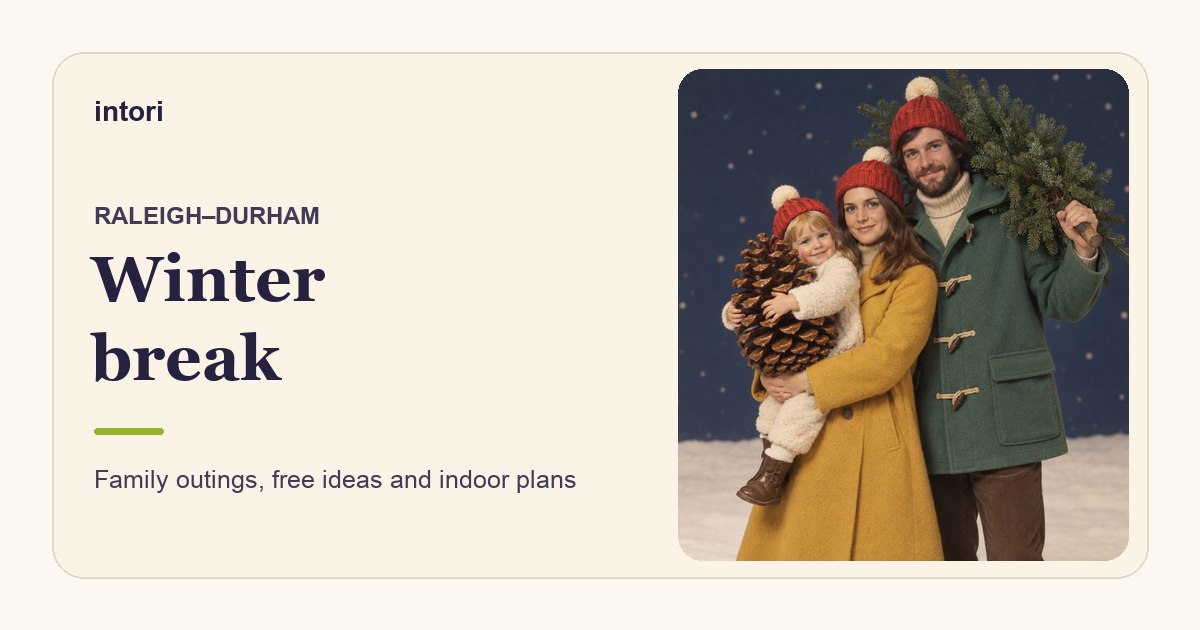 intori
RALEIGH–DURHAM
Winter
break
Family outings, free ideas and indoor plans